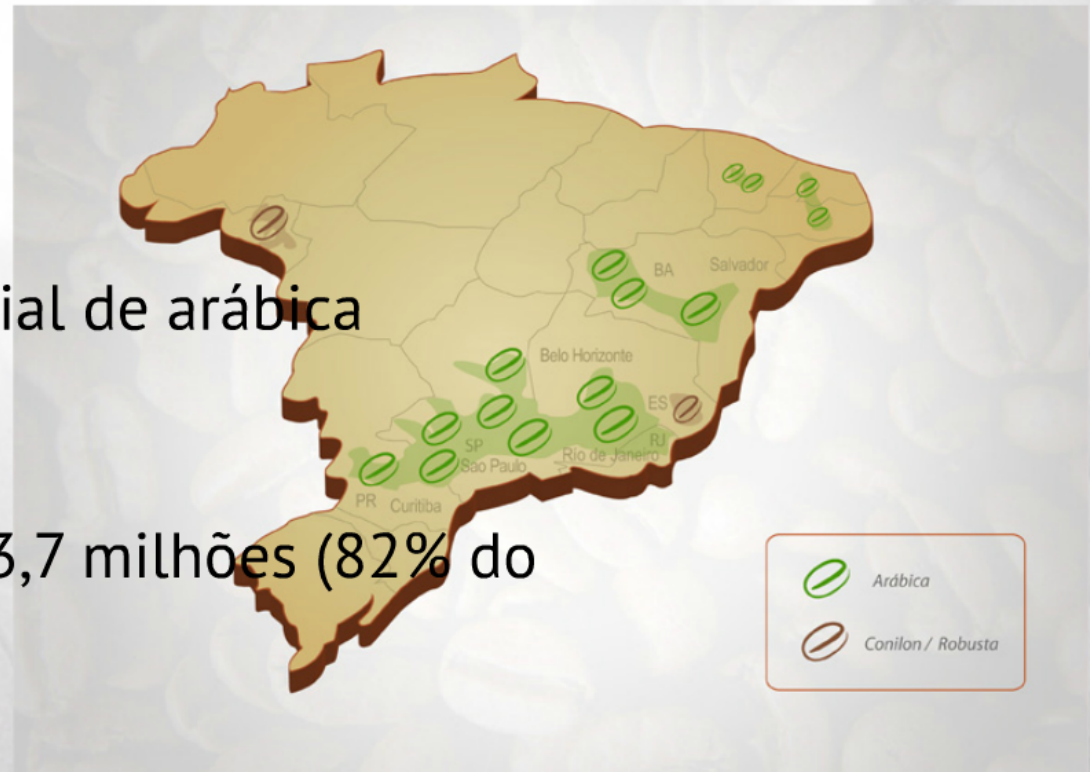 BA Salvador
ial de arábica
Belo Horizonte
ES
SP
RJ
Rio de Janeiro
São Paulo
PR Curitiba
3,7 milhões (82% do
Arábica
Conilon / Robusta